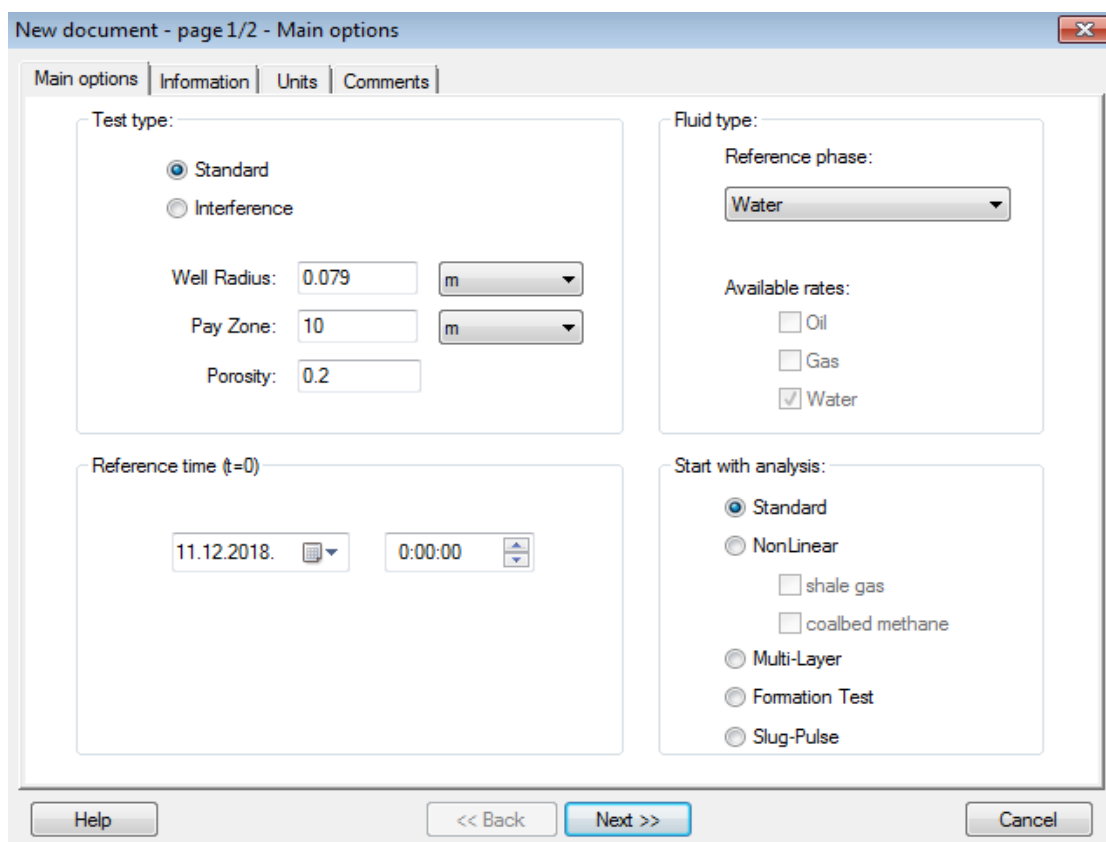 New document - page 1/2 - Main options
Main options Information Units Comments
Test type:
Standard
Interference
Well Radius: 0.079 m
Pay Zone: 10 m
Porosity: 0.2
Fluid type:
Reference phase:
Water
Available rates:
Oil
Gas
Water
Reference time (t=0)
11.12.2018. 0:00:00
Start with analysis:
Standard
NonLinear
shale gas
coalbed methane
Multi-Layer
Formation Test
Slug-Pulse
Help << Back Next >> Cancel